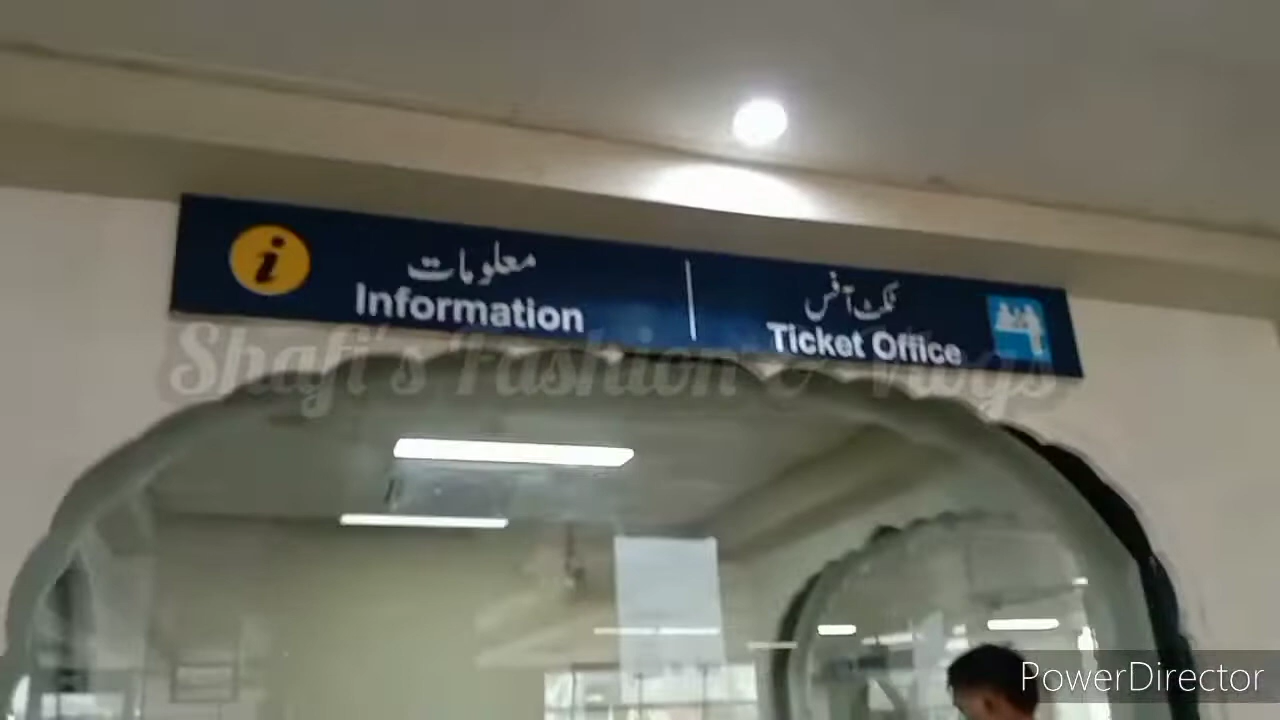 معلومات
Information
ٹکٹ آفس
Ticket Office
Shafi's Fashion & Vlogs
PowerDirector